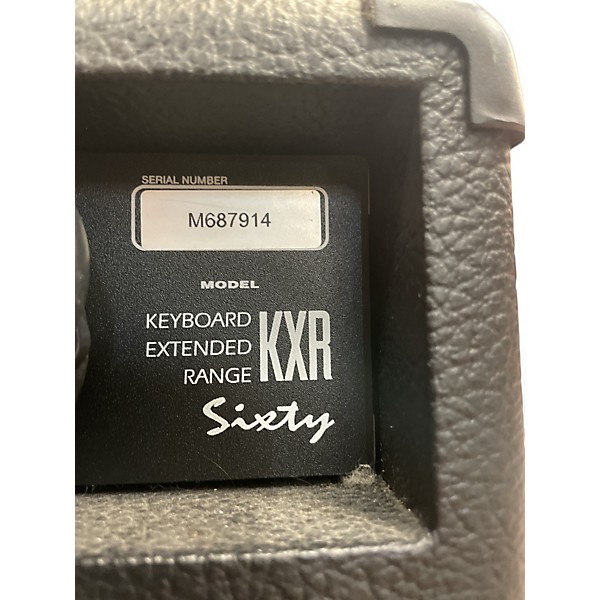 SERIAL NUMBER
M687914
MODEL
KEYBOARD
EXTENDED
RANGE KXR
Sixty